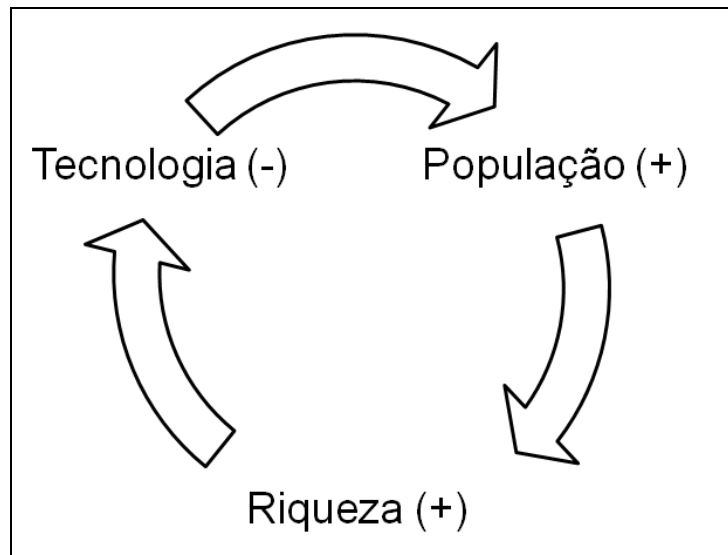 Tecnologia (-)
População (+)
Riqueza (+)